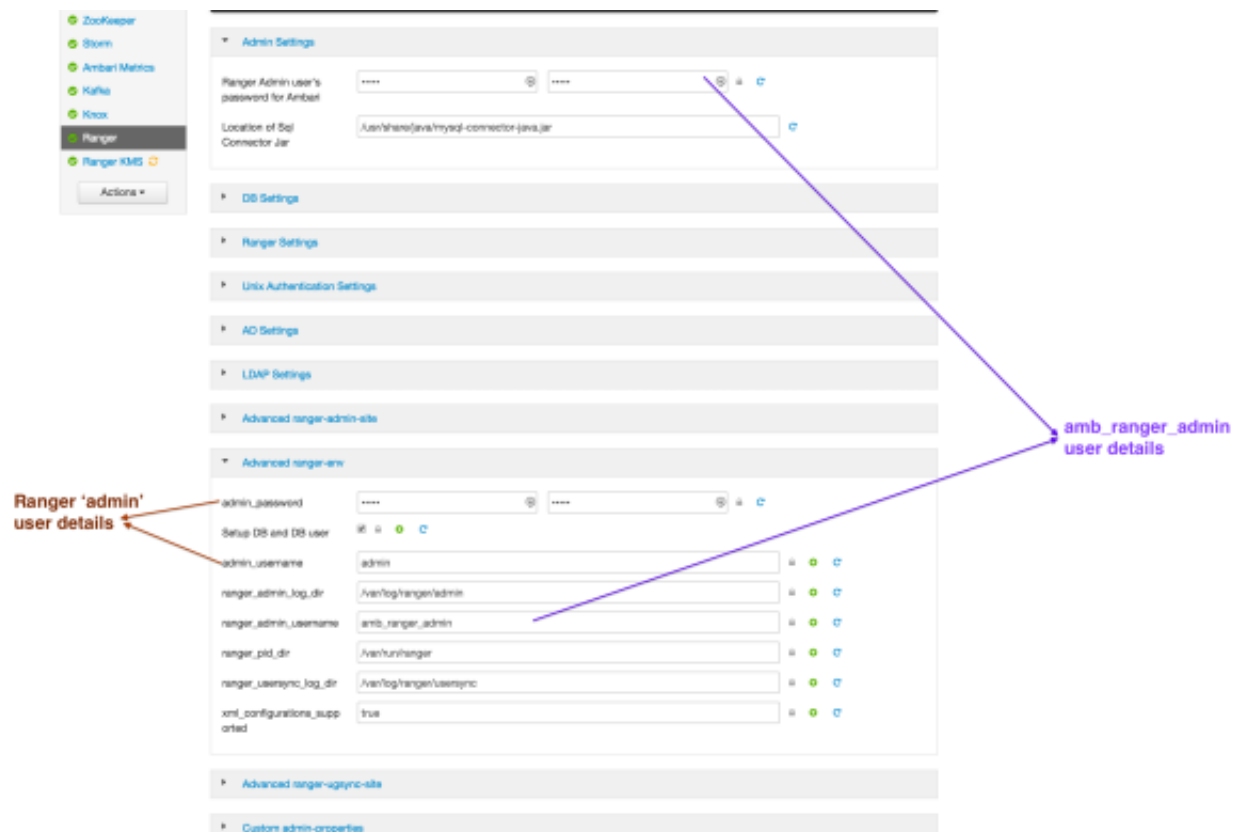 ZooKeeper
Storm
Ambari Metrics
Kafka
Knox
Ranger
Ranger KMS
Actions
Admin Settings
Ranger Admin user's
password for Ambari
••••• •••••
Location of Sql
Connector Jar
/usr/share/java/mysql-connector-java.jar
DB Settings
Ranger Settings
Unix Authentication Settings
AD Settings
LDAP Settings
Advanced ranger-admin-site
Advanced ranger-env
admin_password ••••• •••••
Setup DB and DB user
admin_username admin
ranger_admin_log_dir /var/log/ranger/admin
ranger_admin_username amb_ranger_admin
ranger_pid_dir /var/run/ranger
ranger_usersync_log_dir /var/log/ranger/usersync
xml_configurations_supp
orted
true
Advanced ranger-ugsync-site
Custom admin-properties
Ranger ‘admin’
user details
amb_ranger_admin
user details